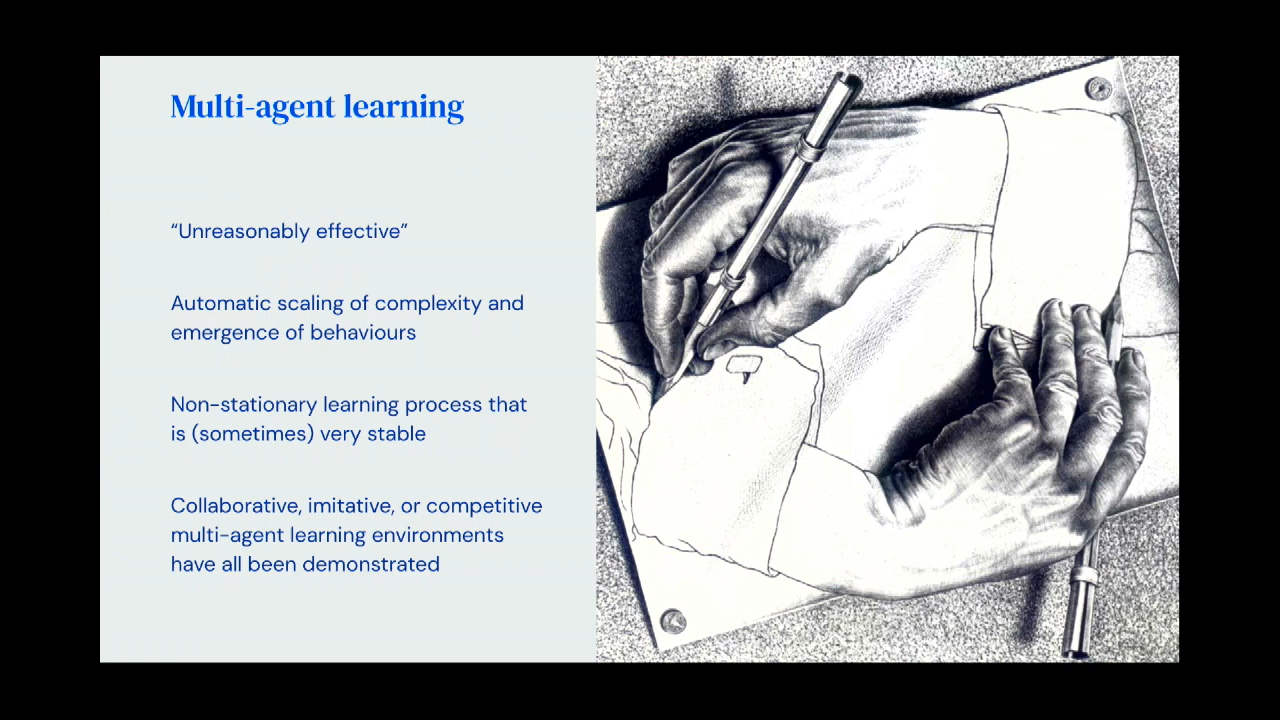 Multi-agent learning
“Unreasonably effective”
Automatic scaling of complexity and
emergence of behaviours
Non-stationary learning process that
is (sometimes) very stable
Collaborative, imitative, or competitive
multi-agent learning environments
have all been demonstrated